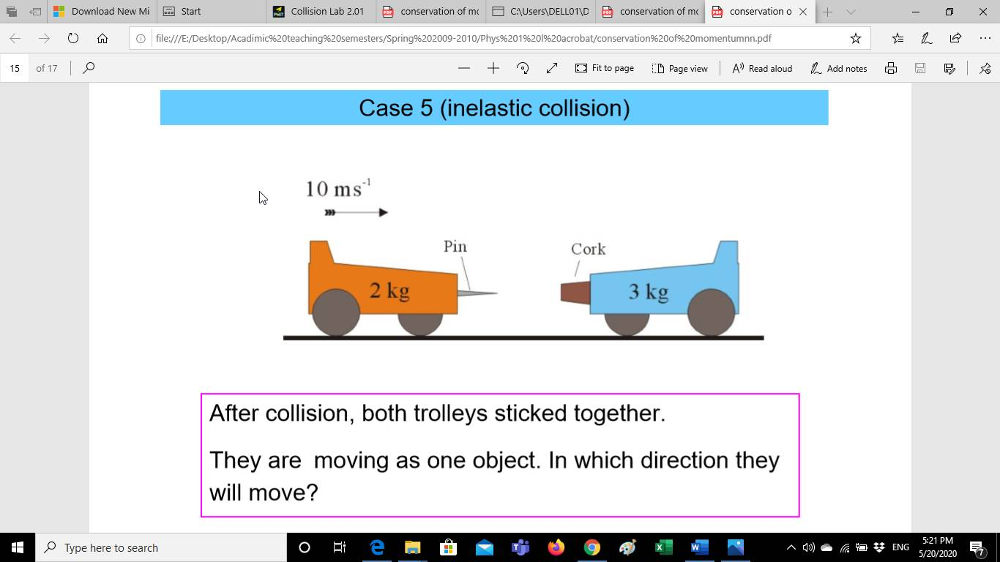 Download New Mi
Start
Collision Lab 2.01
conservation of mo
C:\Users\DELL01\D
conservation of mo
conservation o
file:///E:/Desktop/Acadimic%20teaching%20semesters/Spring%202009-2010/Phys%201%20l%20acrobat/conservation%20of%20momentumnn.pdf
15 of 17
Fit to page
Page view
Read aloud
Add notes
Case 5 (inelastic collision)
10 ms⁻¹
Pin
Cork
2 kg
3 kg
After collision, both trolleys sticked together.
They are moving as one object. In which direction they
will move?
Type here to search
ENG
5:21 PM
5/20/2020
7